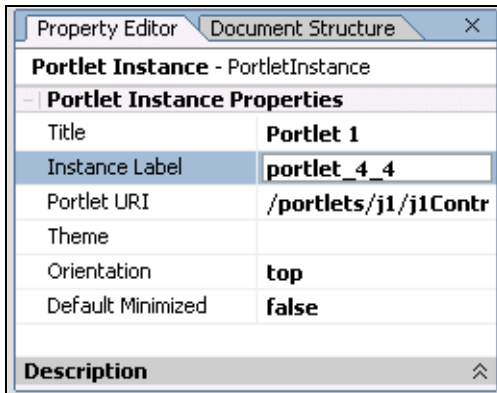 Property Editor Document Structure
Portlet Instance - PortletInstance
Portlet Instance Properties
Title Portlet 1
Instance Label portlet_4_4
Portlet URI /portlets/j1/j1Contr
Theme
Orientation top
Default Minimized false
Description